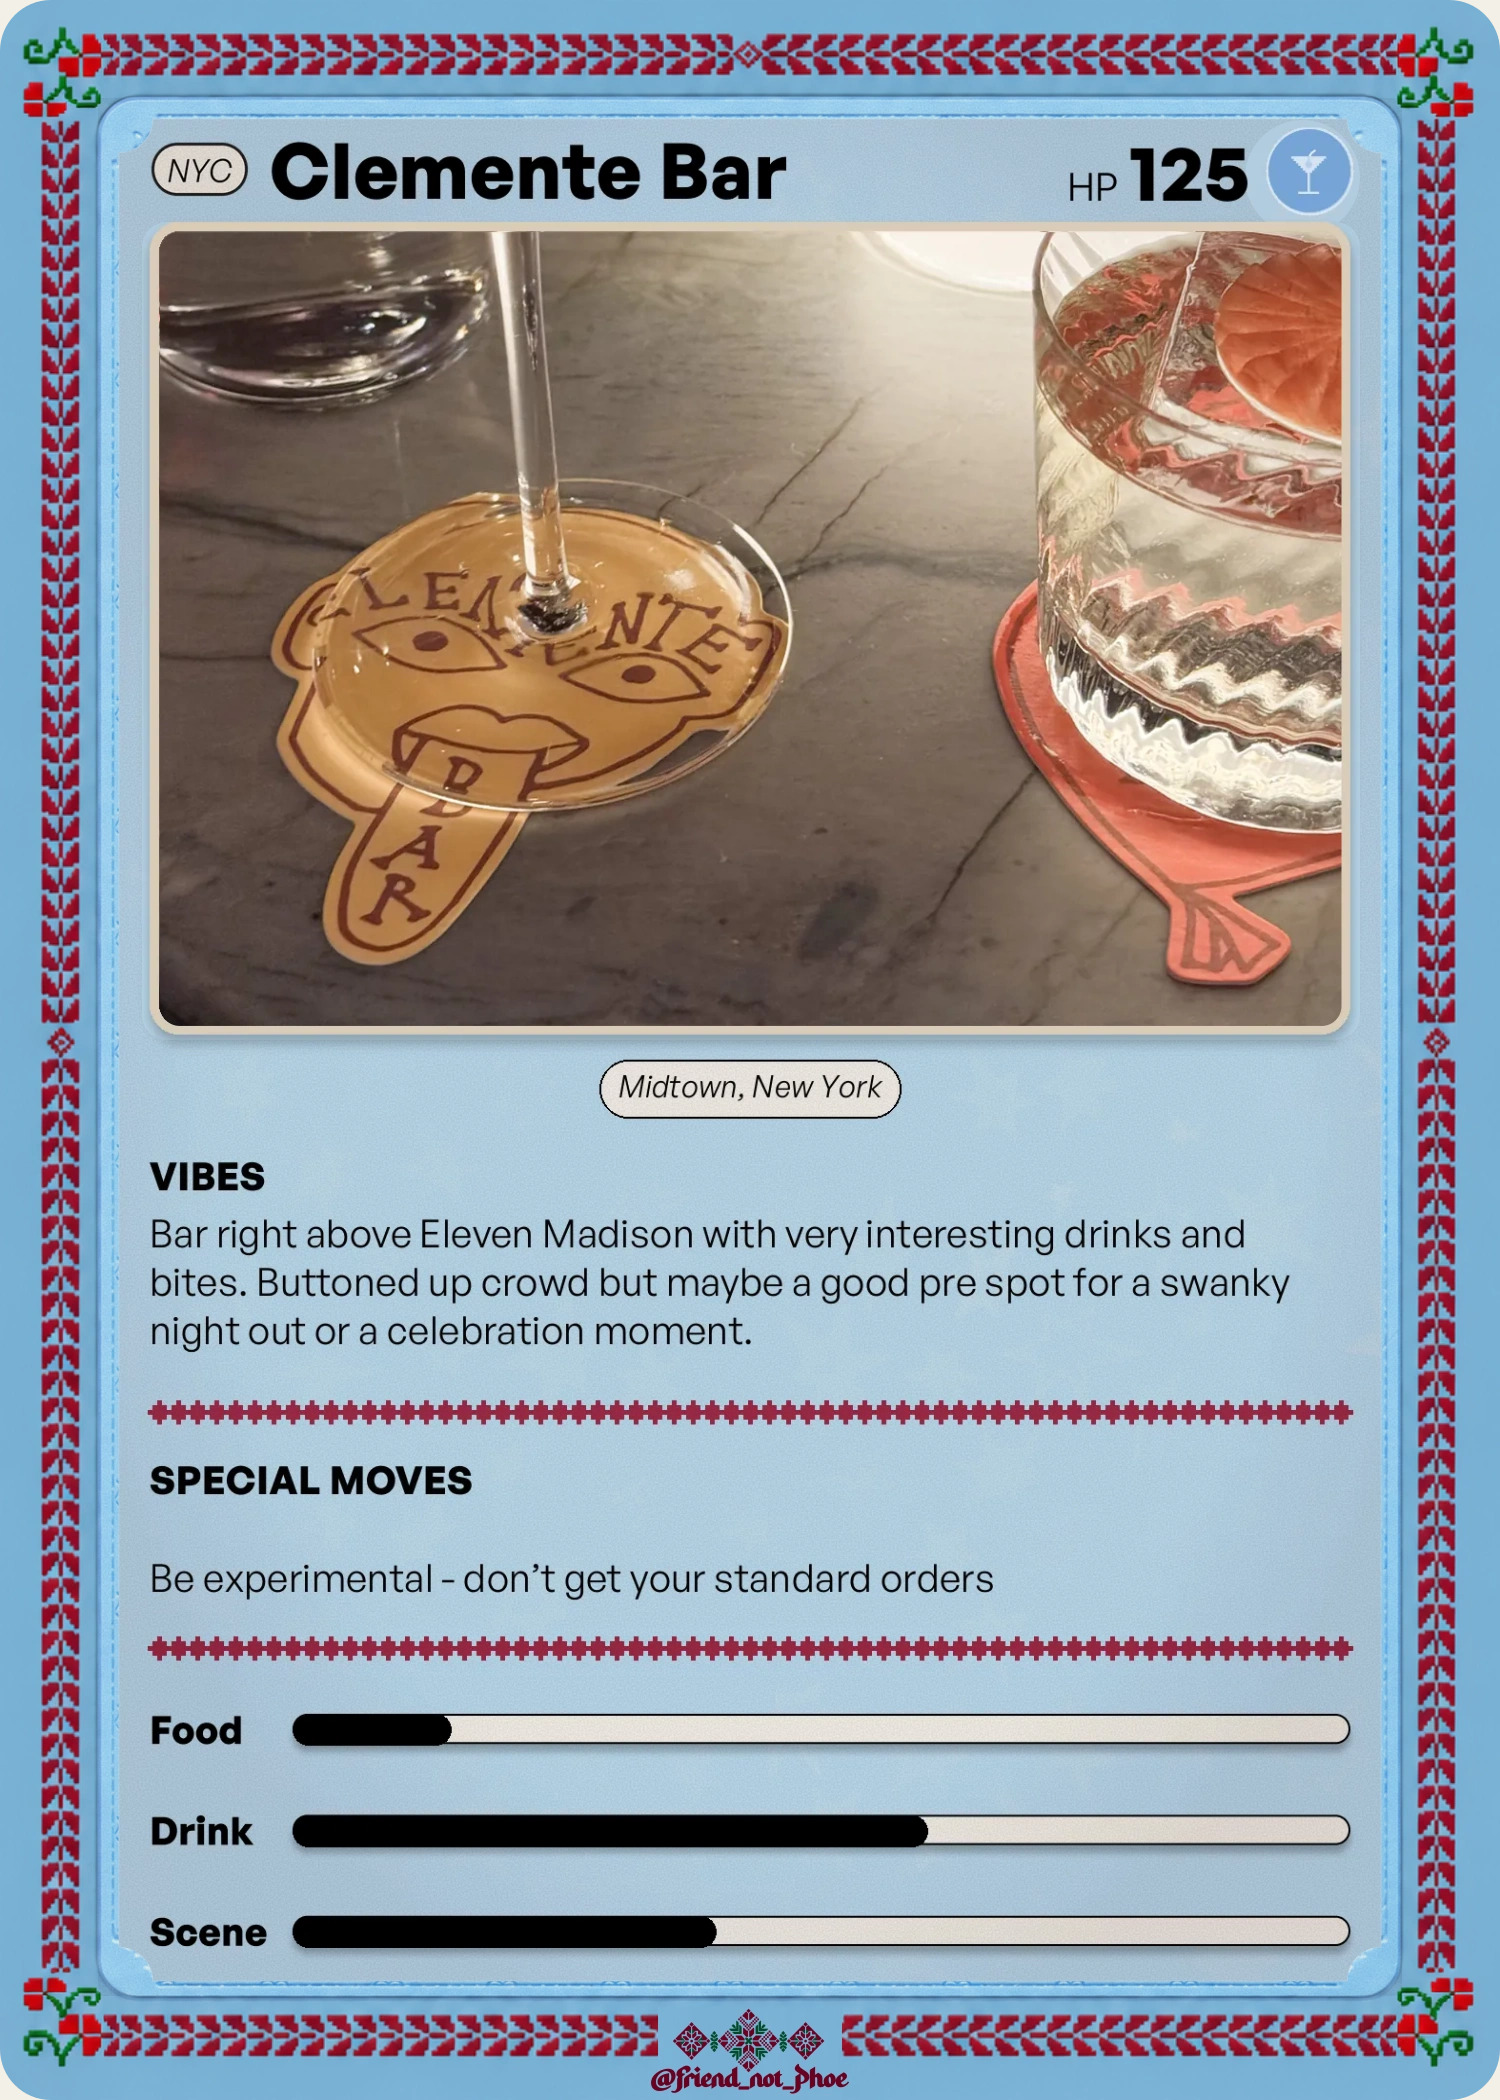 NYC Clemente Bar HP 125
CLEMENTE
BAR
Midtown, New York
VIBES
Bar right above Eleven Madison with very interesting drinks and
bites. Buttoned up crowd but maybe a good pre spot for a swanky
night out or a celebration moment.
SPECIAL MOVES
Be experimental - don't get your standard orders
Food
Drink
Scene
@friend_not_phoe